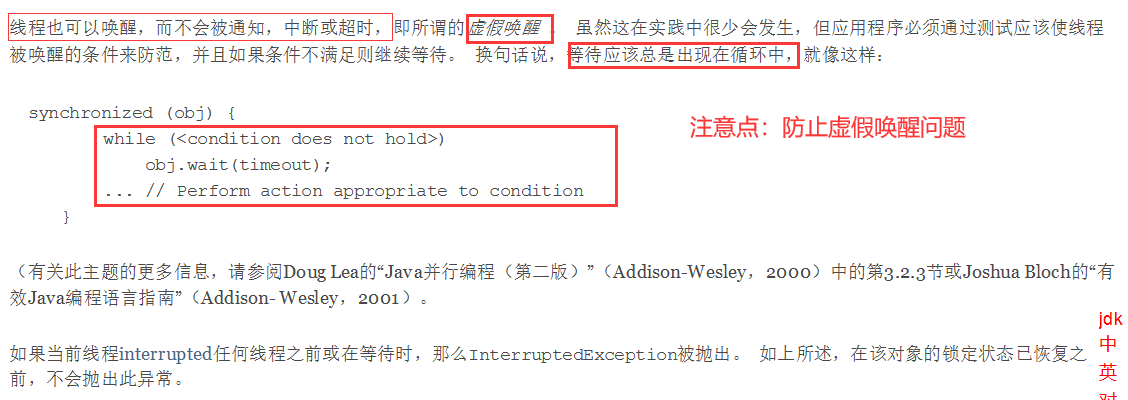 线程也可以唤醒，而不会被通知，中断或超时，即所谓的虚假唤醒 。 虽然这在实践中很少会发生，但应用程序必须通过测试应该使线程
被唤醒的条件来防范，并且如果条件不满足则继续等待。 换句话说，等待应该总是出现在循环中，就像这样：
synchronized (obj) {
while (<condition does not hold>)
注意点：防止虚假唤醒问题
obj.wait(timeout);
... // Perform action appropriate to condition
}
（有关此主题的更多信息，请参阅Doug Lea的“Java并行编程（第二版）”（Addison-Wesley，2000）中的第3.2.3节或Joshua Bloch的“有
效Java编程语言指南”（Addison- Wesley，2001）。
如果当前线程interrupted任何线程之前或在等待时，那么InterruptedException被抛出。 如上所述，在该对象的锁定状态已恢复之
前，不会抛出此异常。
jdk
中
英